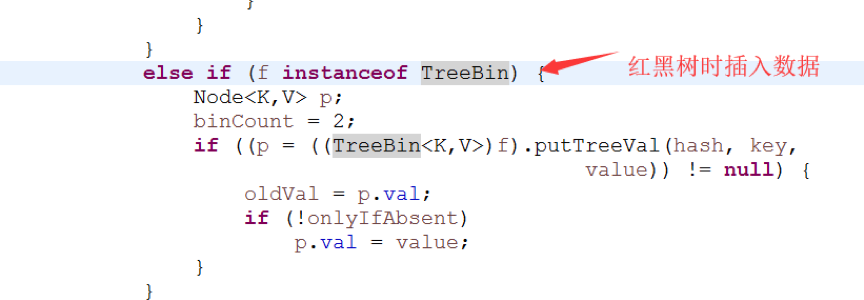 }
}
}
else if (f instanceof TreeBin) { 红黑树时插入数据
Node<K,V> p;
binCount = 2;
if ((p = ((TreeBin<K,V>)f).putTreeVal(hash, key,
value)) != null) {
oldVal = p.val;
if (!onlyIfAbsent)
p.val = value;
}
}